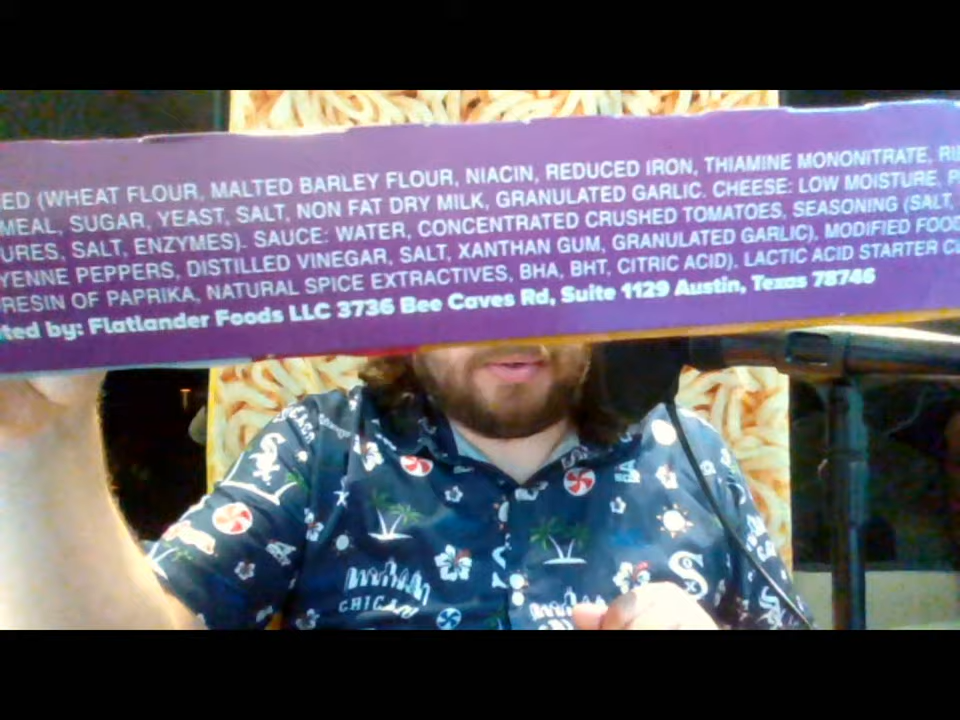 ED (WHEAT FLOUR, MALTED BARLEY FLOUR, NIACIN, REDUCED IRON, THIAMINE MONONITRATE,
MEAL, SUGAR, YEAST, SALT, NON FAT DRY MILK, GRANULATED GARLIC. CHEESE: LOW MOISTURE,
URES, SALT, ENZYMES). SAUCE: WATER, CONCENTRATED CRUSHED TOMATOES, SEASONING (SALT,
YENNE PEPPERS, DISTILLED VINEGAR, SALT, XANTHAN GUM, GRANULATED GARLIC), MODIFIED FOOD
RESIN OF PAPRIKA, NATURAL SPICE EXTRACTIVES, BHA, BHT, CITRIC ACID). LACTIC ACID STARTER
ted by: Flatlander Foods LLC 3736 Bee Caves Rd, Suite 1129 Austin, Texas 78746
CHICAGO
Sox